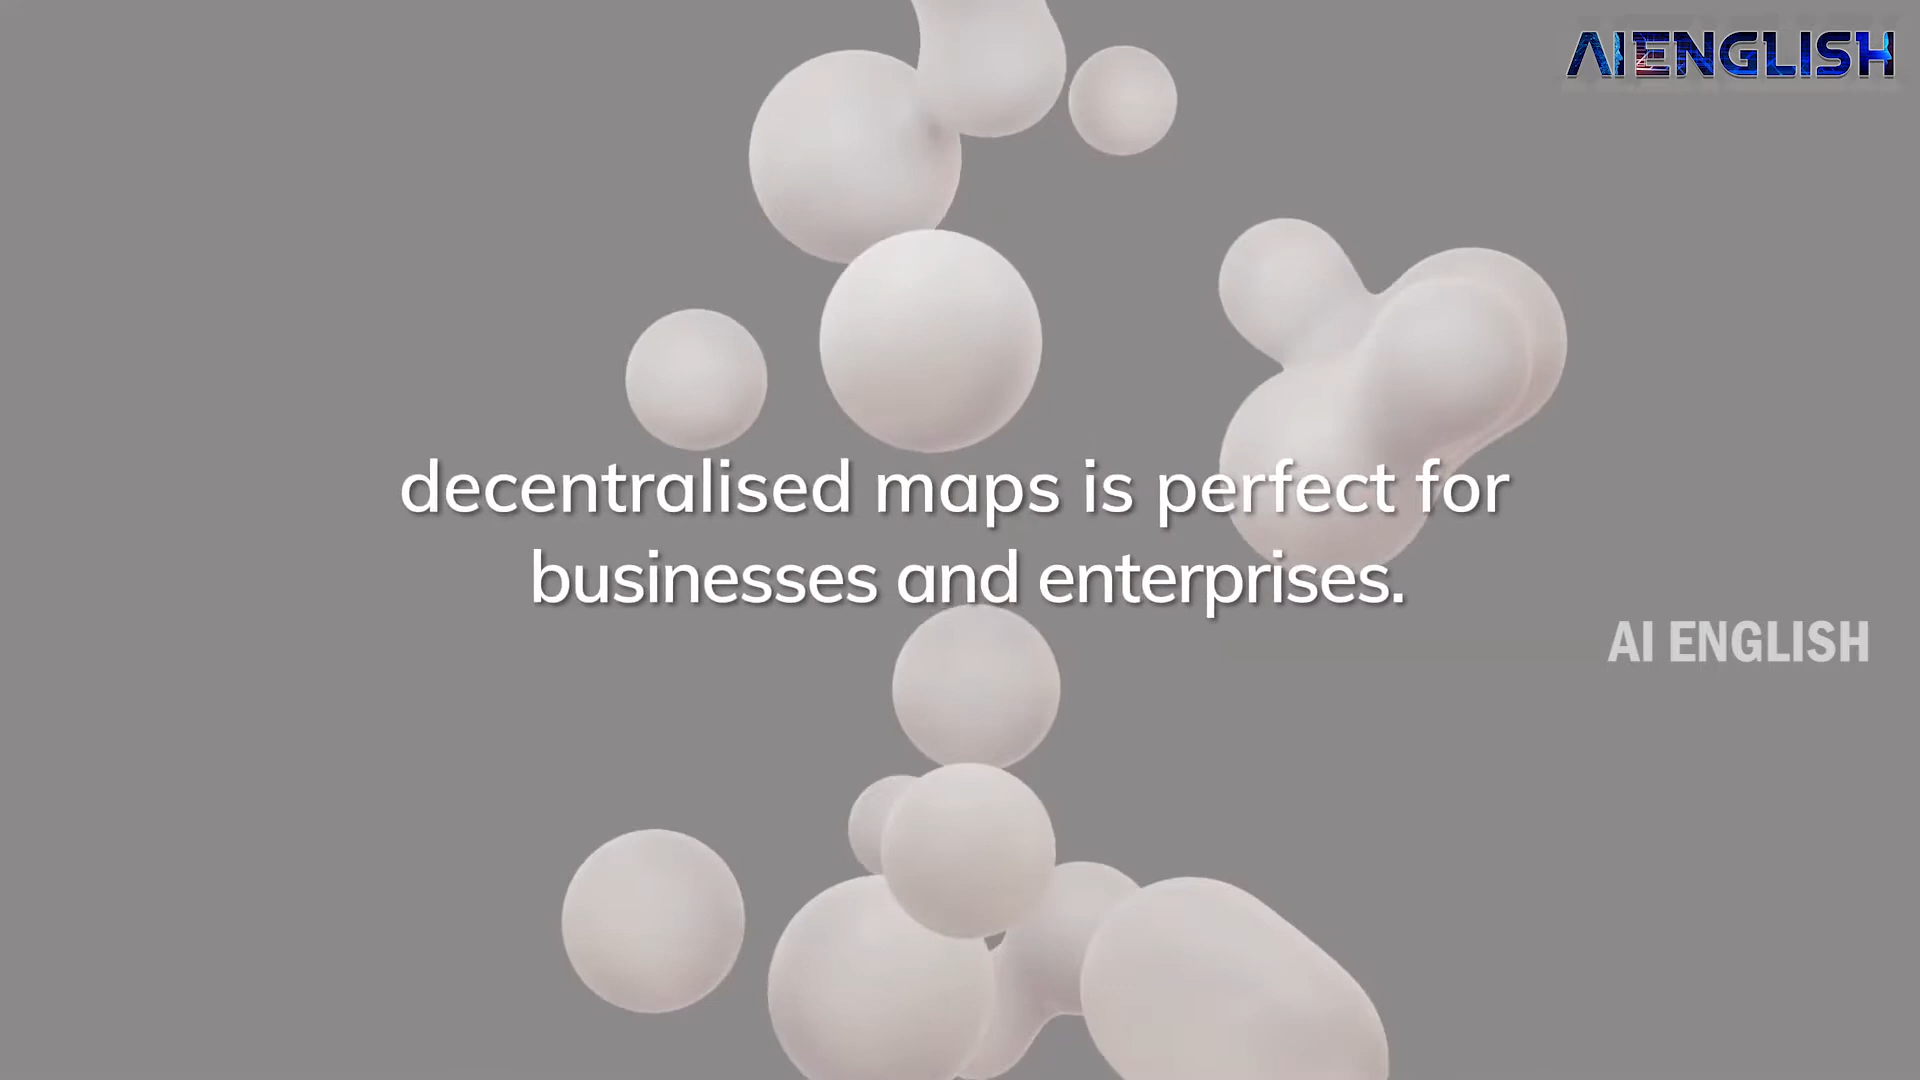 AIENGLISH
decentralised maps is perfect for
businesses and enterprises.
AI ENGLISH